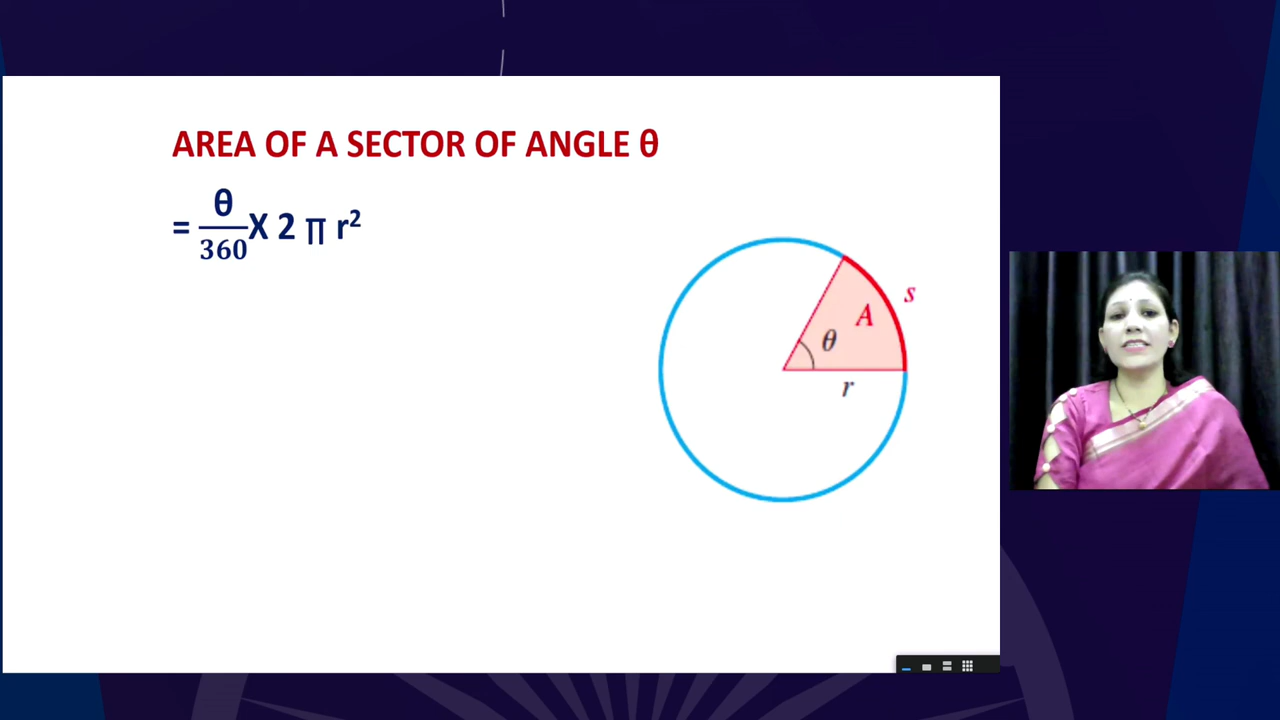 AREA OF A SECTOR OF ANGLE θ
= θ/360 X 2 ∏ r²
s
A
θ
r